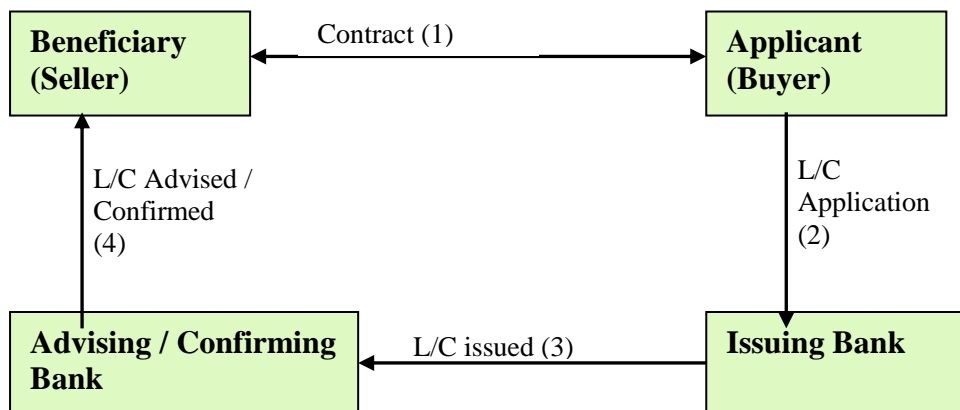 Beneficiary
(Seller)
Contract (1)
Applicant
(Buyer)
L/C Advised /
Confirmed
(4)
L/C
Application
(2)
Advising / Confirming
Bank
L/C issued (3)
Issuing Bank